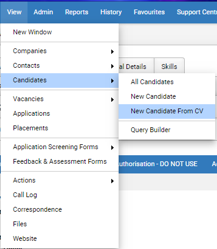 View Admin Reports History Favourites Support Cent
New Window
Companies
Contacts
Candidates
Vacancies
Applications
Placements
Application Screening Forms
Feedback & Assessment Forms
Actions
Call Log
Correspondence
Files
Website
al Details Skills
All Candidates
New Candidate
New Candidate From CV
Query Builder
uthorisation - DO NOT USE